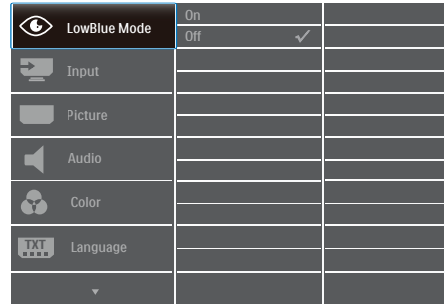 LowBlue Mode
On
Off
Input
Picture
Audio
Color
TXT
Language